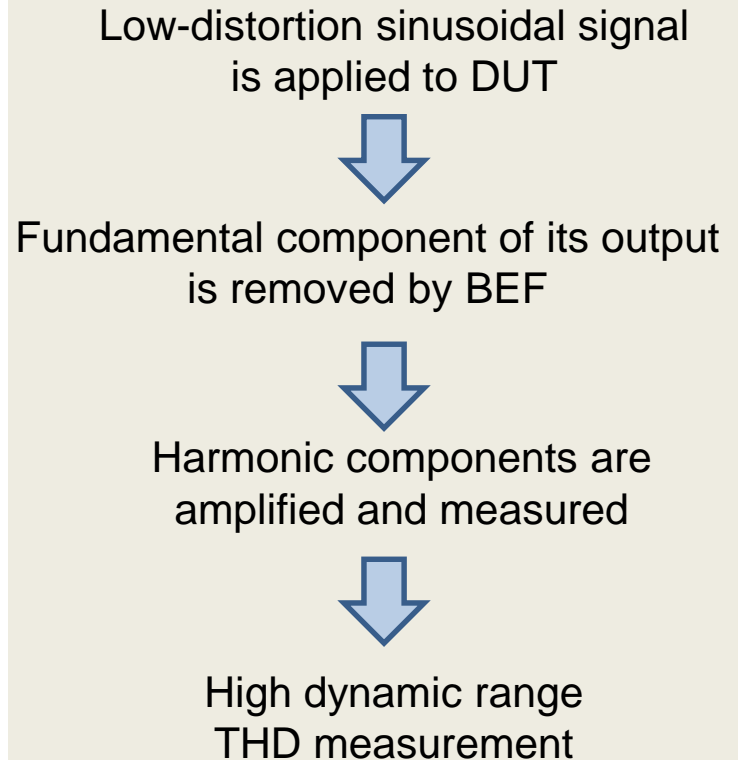 Low-distortion sinusoidal signal
is applied to DUT
Fundamental component of its output
is removed by BEF
Harmonic components are
amplified and measured
High dynamic range
THD measurement